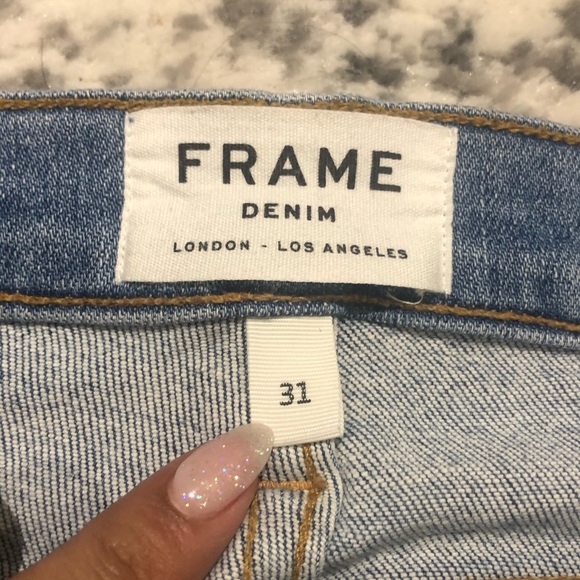 FRAME
DENIM
LONDON - LOS ANGELES
31